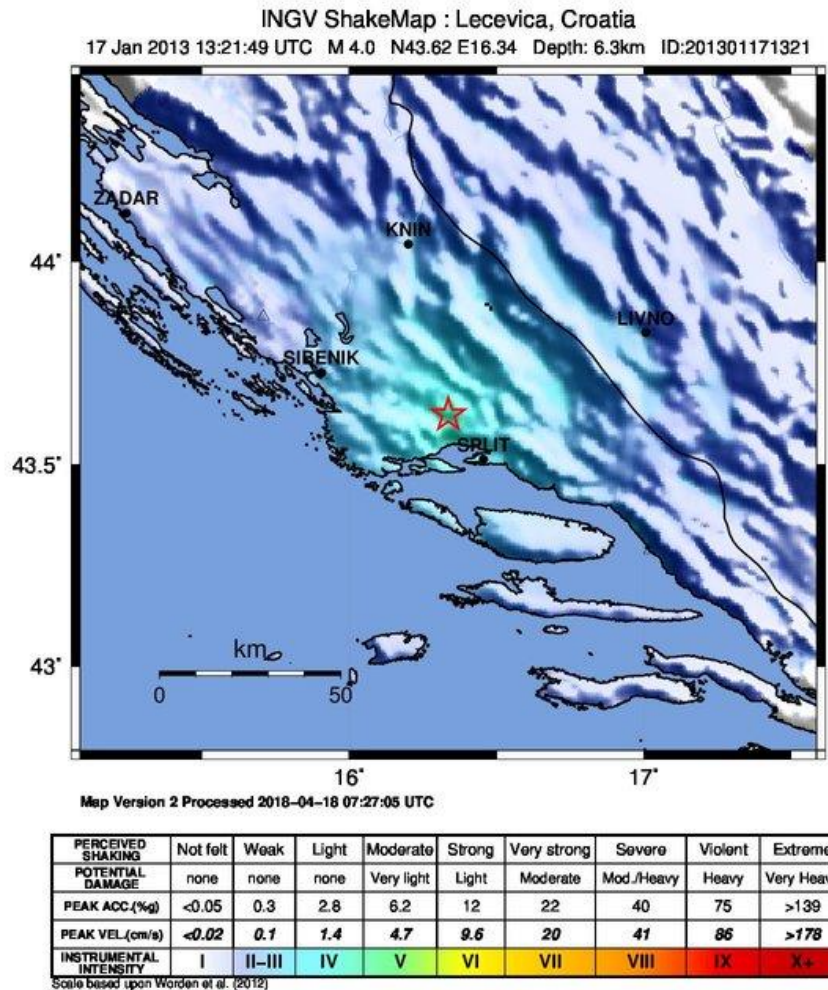 INGV ShakeMap : Lecevica, Croatia
17 Jan 2013 13:21:49 UTC M 4.0 N43.62 E16.34 Depth: 6.3km ID:201301171321
ZADAR
KNIN
44˚
LIVNO
SIBENIK
SPLIT
43.5˚
km
43˚
0 50
16˚ 17˚
Map Version 2 Processed 2018–04–18 07:27:05 UTC
PERCEIVED SHAKING Not felt Weak Light Moderate Strong Very strong Severe Violent Extreme
POTENTIAL DAMAGE none none none Very light Light Moderate Mod./Heavy Heavy Very Heav
PEAK ACC.(%g) <0.05 0.3 2.8 6.2 12 22 40 75 >139
PEAK VEL.(cm/s) <0.02 0.1 1.4 4.7 9.6 20 41 86 >178
INSTRUMENTAL INTENSITY I II–III IV V VI VII VIII IX X+
Scale based upon Worden et al. (2012)